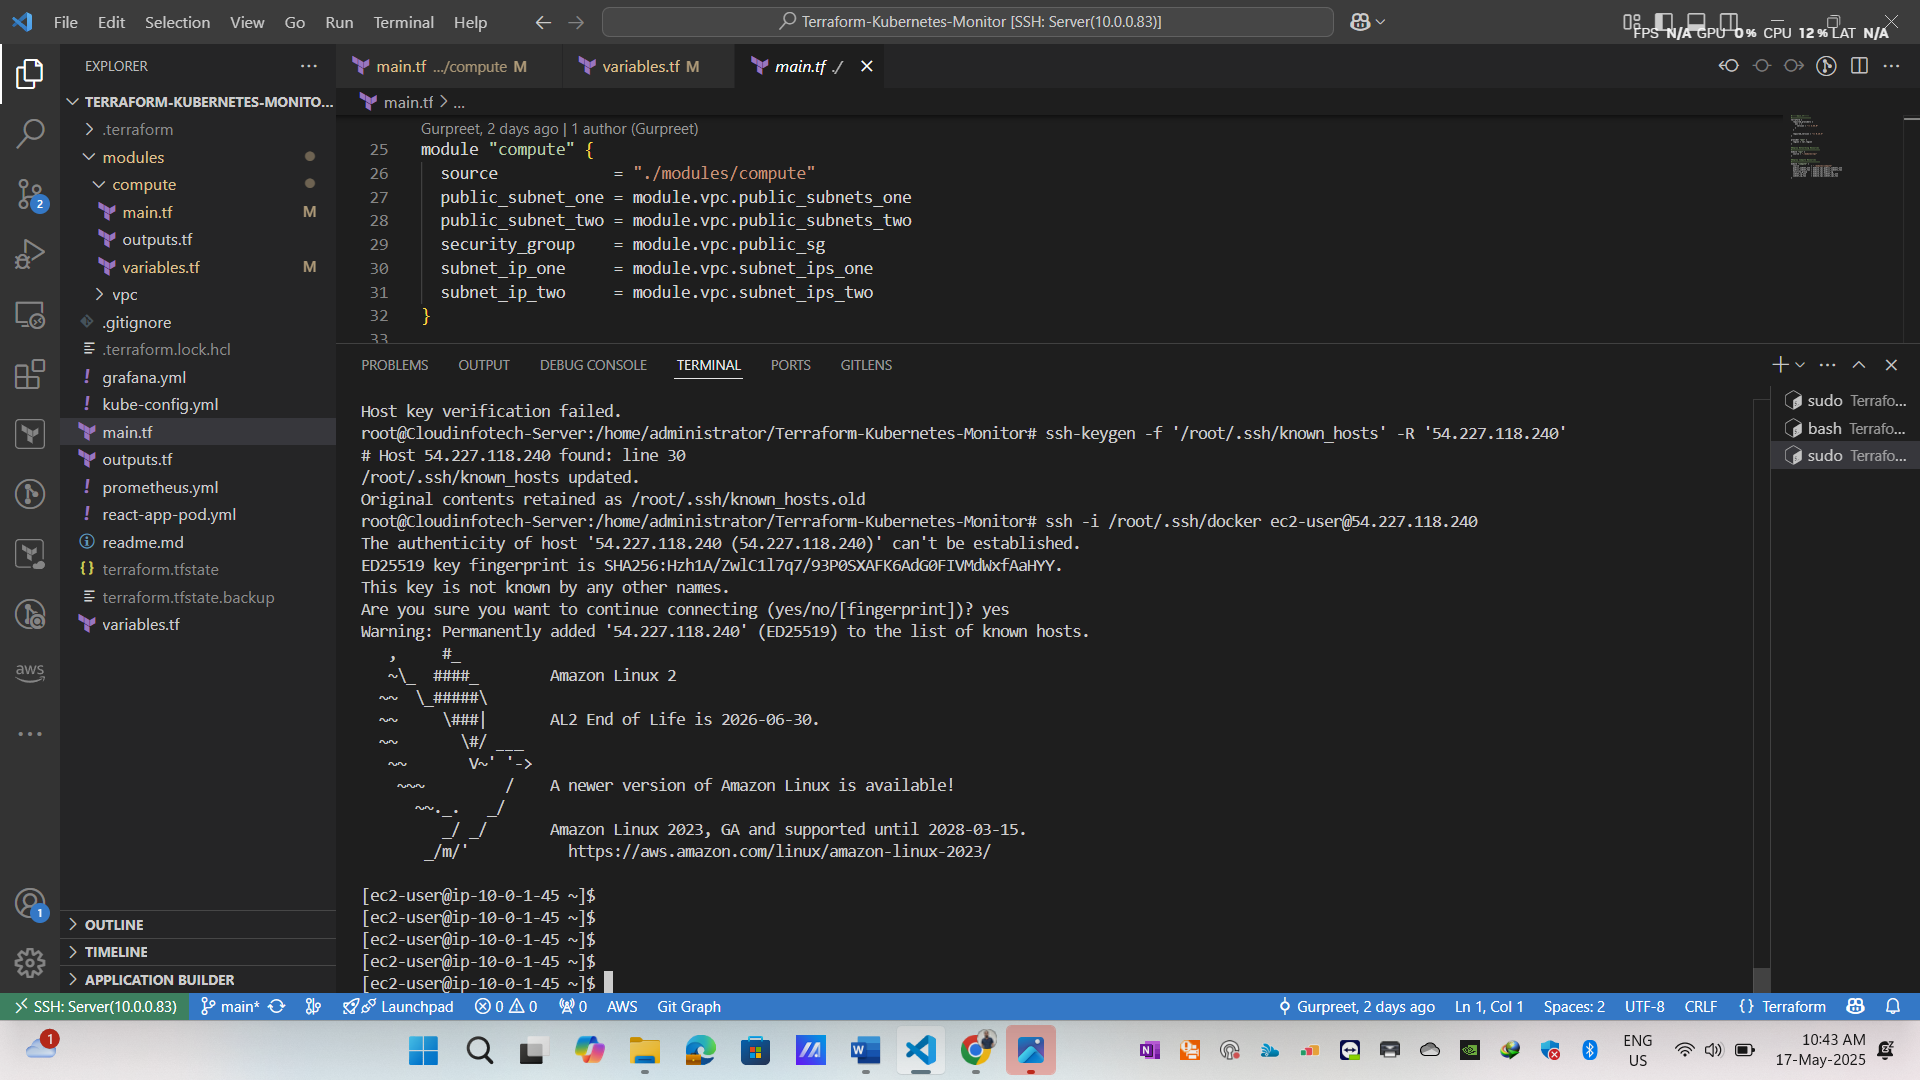 File Edit Selection View Go Run Terminal Help
Terraform-Kubernetes-Monitor [SSH: Server(10.0.0.83)]
FPS N/A GPU 0% CPU 12% LAT N/A
EXPLORER
main.tf .../compute M
variables.tf M
main.tf ./
TERRAFORM-KUBERNETES-MONITO...
.terraform
modules
compute
main.tf M
outputs.tf
variables.tf M
vpc
.gitignore
.terraform.lock.hcl
grafana.yml
kube-config.yml
main.tf
outputs.tf
prometheus.yml
react-app-pod.yml
readme.md
terraform.tfstate
terraform.tfstate.backup
variables.tf
OUTLINE
TIMELINE
APPLICATION BUILDER
2
aws
1
main.tf > ...
Gurpreet, 2 days ago | 1 author (Gurpreet)
25 module "compute" {
26 source = "./modules/compute"
27 public_subnet_one = module.vpc.public_subnets_one
28 public_subnet_two = module.vpc.public_subnets_two
29 security_group = module.vpc.public_sg
30 subnet_ip_one = module.vpc.subnet_ips_one
31 subnet_ip_two = module.vpc.subnet_ips_two
32 }
33
PROBLEMS OUTPUT DEBUG CONSOLE TERMINAL PORTS GITLENS
sudo Terrafo...
bash Terrafo...
sudo Terrafo...
Host key verification failed.
root@Cloudinfotech-Server:/home/administrator/Terraform-Kubernetes-Monitor# ssh-keygen -f '/root/.ssh/known_hosts' -R '54.227.118.240'
# Host 54.227.118.240 found: line 30
/root/.ssh/known_hosts updated.
Original contents retained as /root/.ssh/known_hosts.old
root@Cloudinfotech-Server:/home/administrator/Terraform-Kubernetes-Monitor# ssh -i /root/.ssh/docker ec2-user@54.227.118.240
The authenticity of host '54.227.118.240 (54.227.118.240)' can't be established.
ED25519 key fingerprint is SHA256:Hzh1A/ZwlC1l7q7/93P0SXAFK6AdG0FIVMdWxfAaHYY.
This key is not known by any other names.
Are you sure you want to continue connecting (yes/no/[fingerprint])? yes
Warning: Permanently added '54.227.118.240' (ED25519) to the list of known hosts.
   ,     #_
   ~\_  ####_        Amazon Linux 2
  ~~  \_#####\
  ~~     \###|       AL2 End of Life is 2026-06-30.
  ~~       \#/ ___
   ~~       V~' '->
    ~~~         /    A newer version of Amazon Linux is available!
      ~~._.   _/
         _/ _/       Amazon Linux 2023, GA and supported until 2028-03-15.
       _/m/'           https://aws.amazon.com/linux/amazon-linux-2023/
[ec2-user@ip-10-0-1-45 ~]$
[ec2-user@ip-10-0-1-45 ~]$
[ec2-user@ip-10-0-1-45 ~]$
[ec2-user@ip-10-0-1-45 ~]$
[ec2-user@ip-10-0-1-45 ~]$
SSH: Server(10.0.0.83) main* Launchpad 0 0 0 AWS Git Graph Gurpreet, 2 days ago Ln 1, Col 1 Spaces: 2 UTF-8 CRLF {} Terraform
1
ENG
US
10:43 AM
17-May-2025